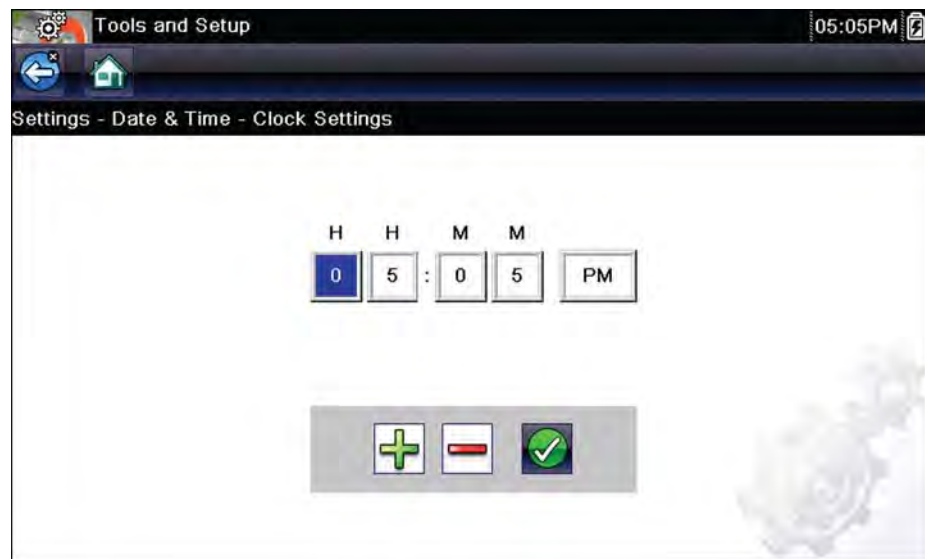 Tools and Setup 05:05PM
Settings - Date & Time - Clock Settings
H H M M
0 5 : 0 5 PM